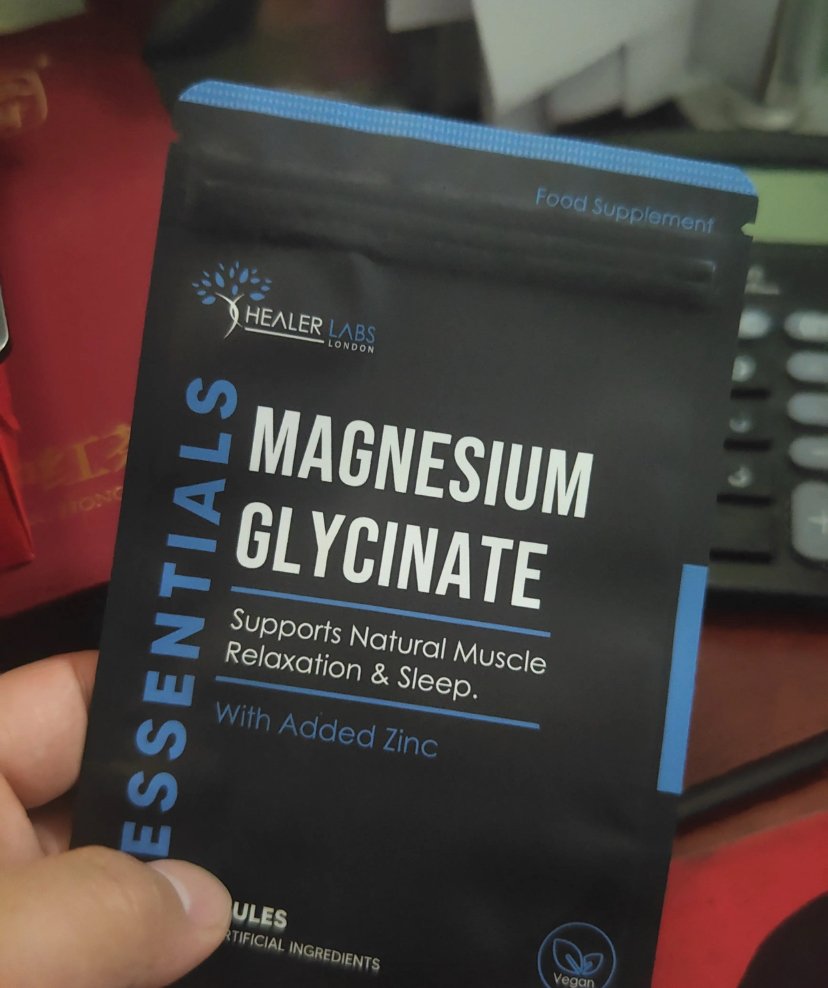 Food Supplement
HEALER LABS
LONDON
ESSENTIALS
MAGNESIUM
GLYCINATE
Supports Natural Muscle
Relaxation & Sleep.
With Added Zinc
ULES
RTIFICIAL INGREDIENTS
Vegan
HONG